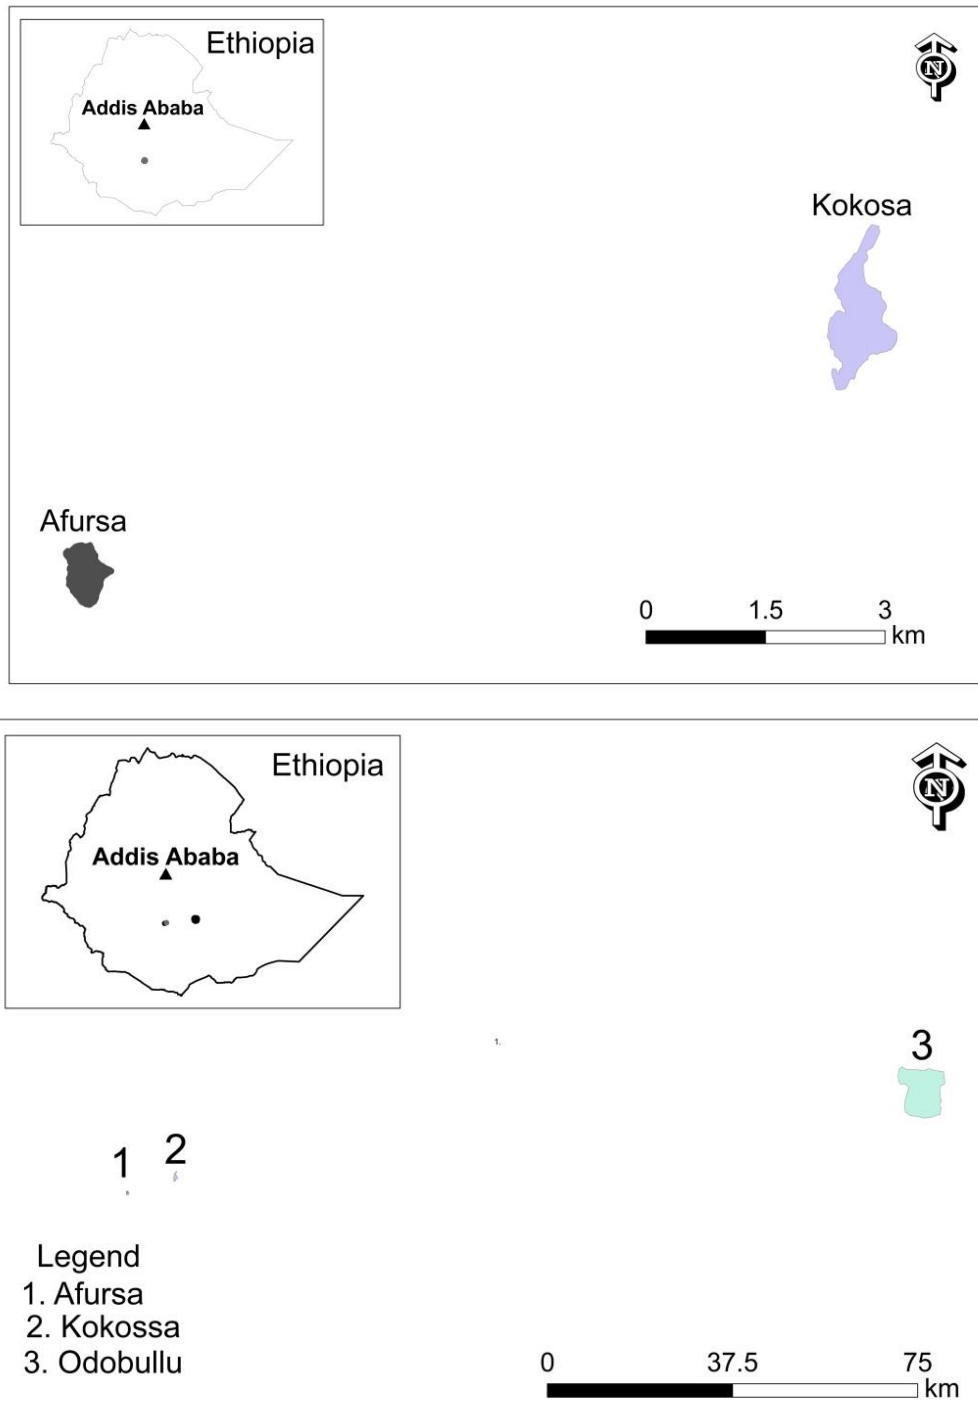 Ethiopia
Addis Ababa
N
Kokosa
Afursa
0 1.5 3
km
Ethiopia
Addis Ababa
N
1.
3
1 2
Legend
1. Afursa
2. Kokossa
3. Odobullu
0 37.5 75
km